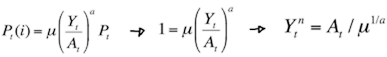 P_t(i) = μ(Y_t/A_t)^a P_t → 1 = μ(Y_t/A_t)^a → Y_t^n = A_t / μ^{1/a}